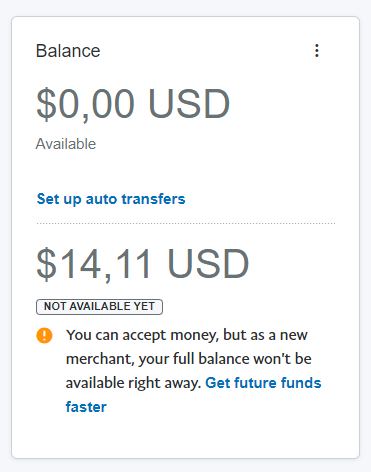 Balance
$0,00 USD
Available
Set up auto transfers
$14,11 USD
NOT AVAILABLE YET
You can accept money, but as a new
merchant, your full balance won't be
available right away. Get future funds
faster